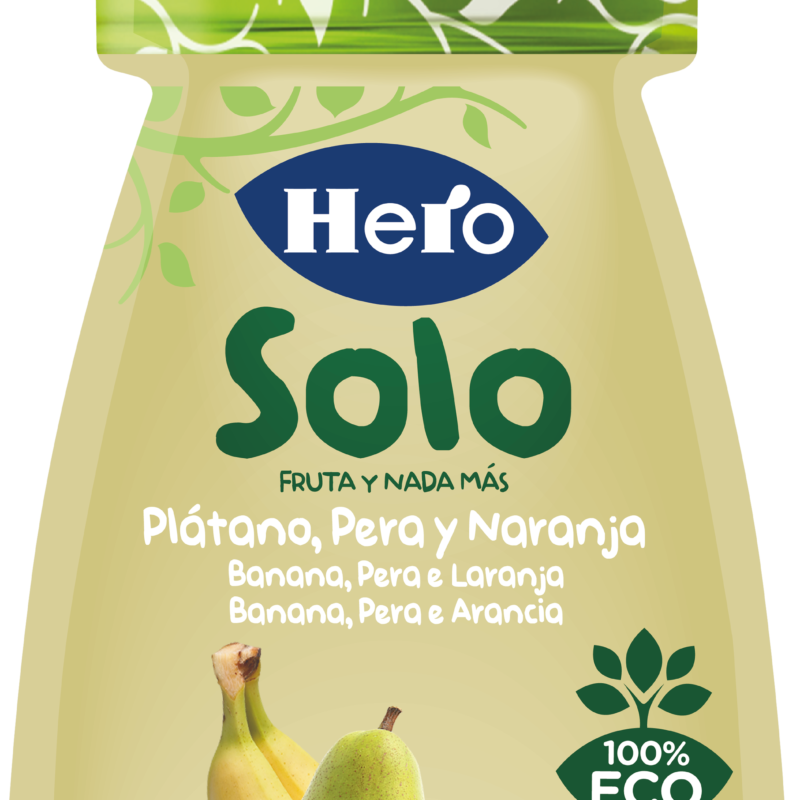 Hero
Solo
FRUTA Y NADA MÁS
Plátano, Pera y Naranja
Banana, Pera e Laranja
Banana, Pera e Arancia
100%
ECO